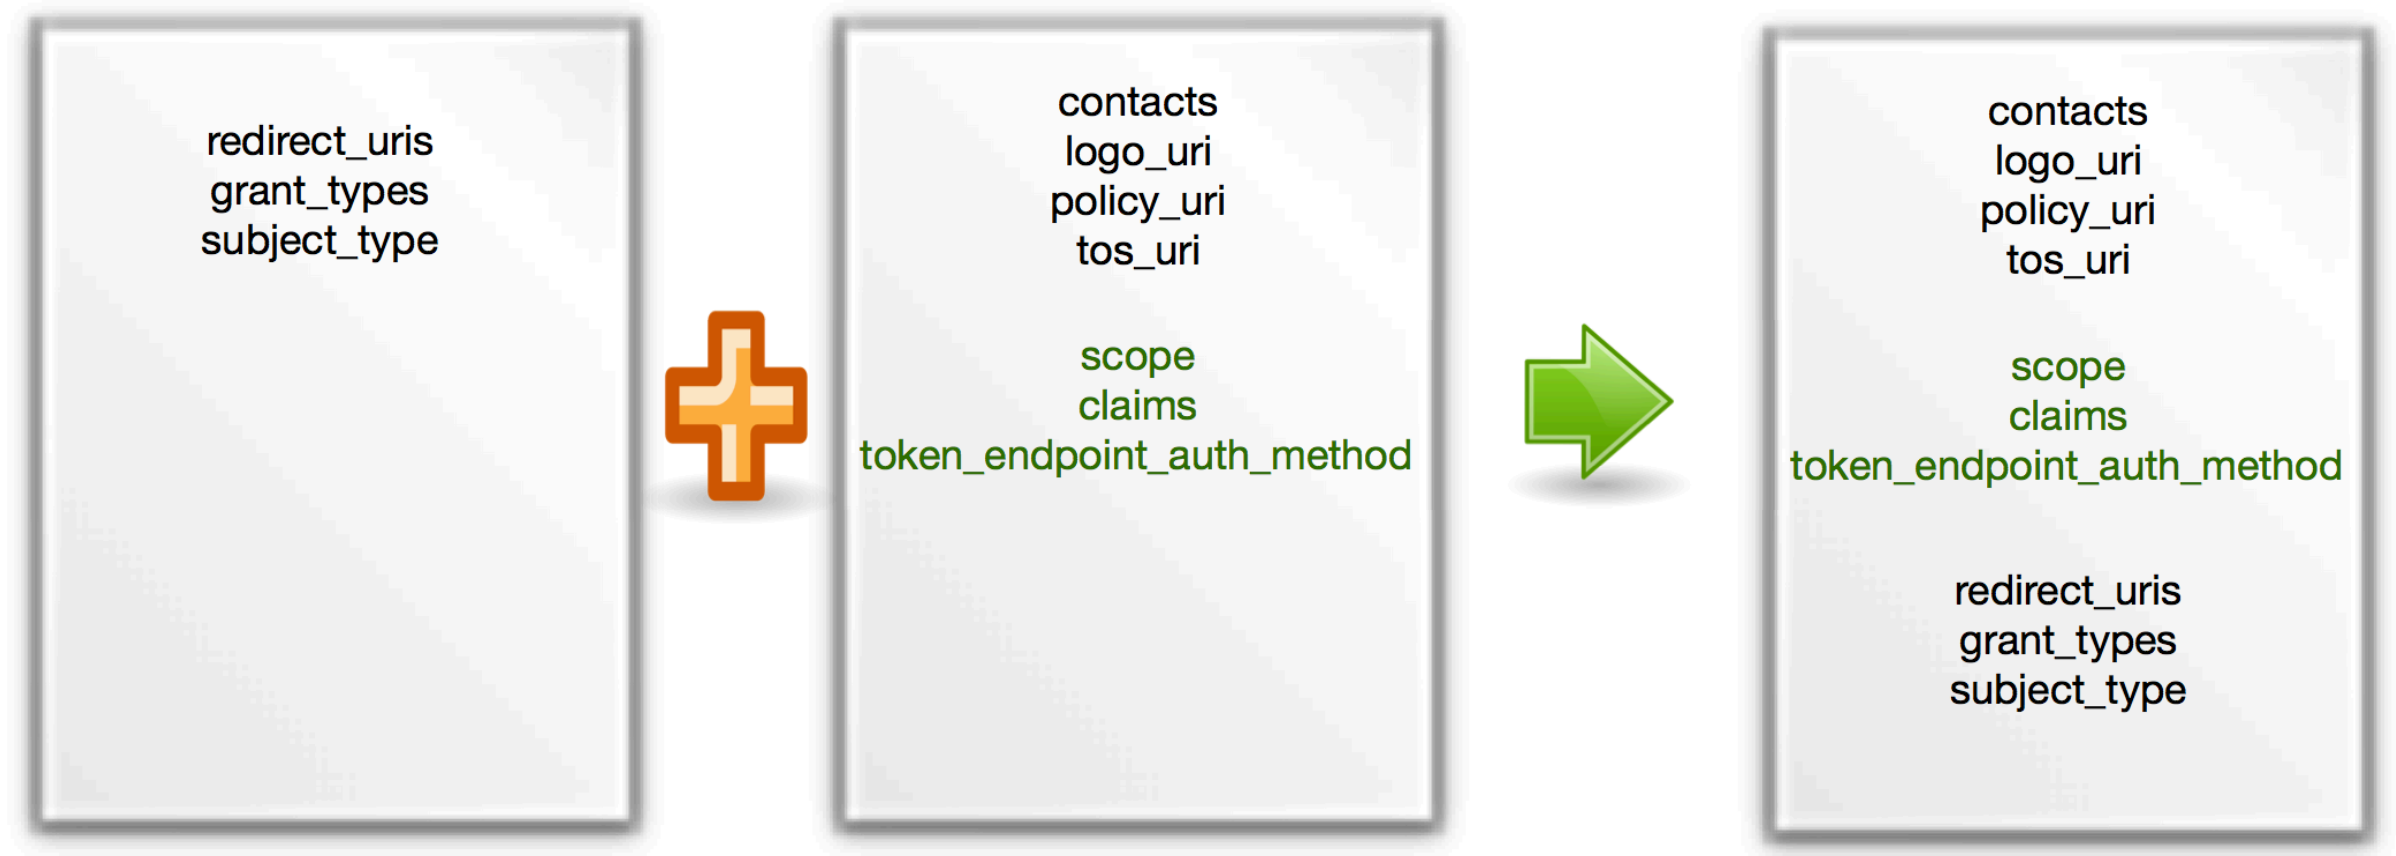 redirect_uris
grant_types
subject_type
contacts
logo_uri
policy_uri
tos_uri
scope
claims
token_endpoint_auth_method
contacts
logo_uri
policy_uri
tos_uri
scope
claims
token_endpoint_auth_method
redirect_uris
grant_types
subject_type